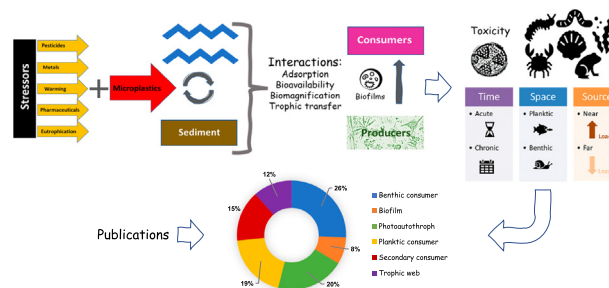 Stressors
Pesticides
Metals
Warming
Pharmaceuticals
Eutrophication
Microplastics
Sediment
Interactions:
Adsorption
Bioavailability
Biomagnification
Trophic transfer
Consumers
Biofilms
Producers
Toxicity
Time
• Acute
• Chronic
Space
• Planktic
• Benthic
Source
• Near
Loa
• Far
Publications
12%
26%
15%
8%
19%
20%
Benthic consumer
Biofilm
Photoautothroph
Planktic consumer
Secondary consumer
Trophic web